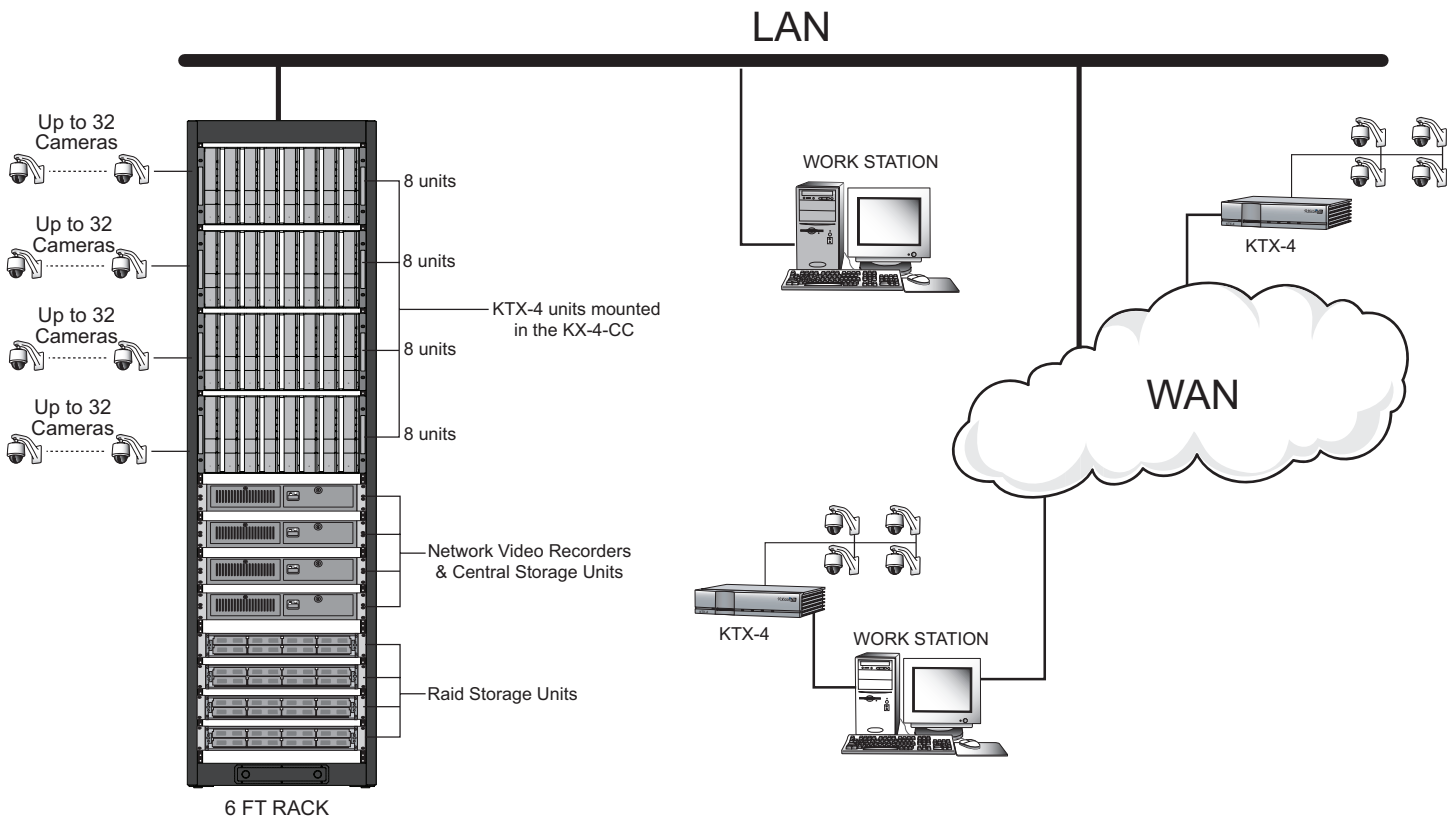 LAN
Up to 32
Cameras
Up to 32
Cameras
Up to 32
Cameras
Up to 32
Cameras
8 units
8 units
8 units
8 units
KTX-4 units mounted
in the KX-4-CC
Network Video Recorders
& Central Storage Units
Raid Storage Units
6 FT RACK
WORK STATION
KTX-4
WAN
KTX-4
WORK STATION